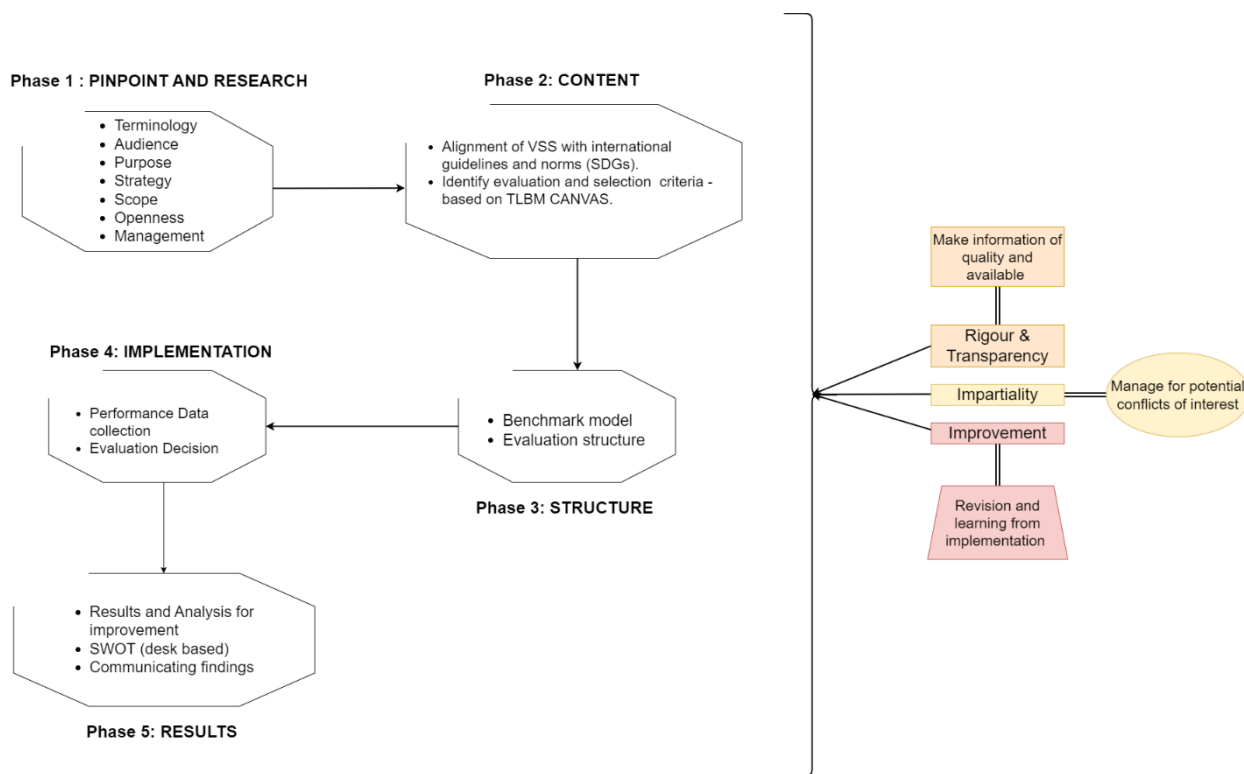 Phase 1 : PINPOINT AND RESEARCH
• Terminology
• Audience
• Purpose
• Strategy
• Scope
• Openness
• Management
Phase 2: CONTENT
• Alignment of VSS with international
guidelines and norms (SDGs).
• Identify evaluation and selection criteria -
based on TLBM CANVAS.
• Benchmark model
• Evaluation structure
Phase 3: STRUCTURE
Phase 4: IMPLEMENTATION
• Performance Data
collection
• Evaluation Decision
• Results and Analysis for
improvement
• SWOT (desk based)
• Communicating findings
Phase 5: RESULTS
Make information of
quality and
available
Rigour &
Transparency
Impartiality
Manage for potential
conflicts of interest
Improvement
Revision and
learning from
implementation